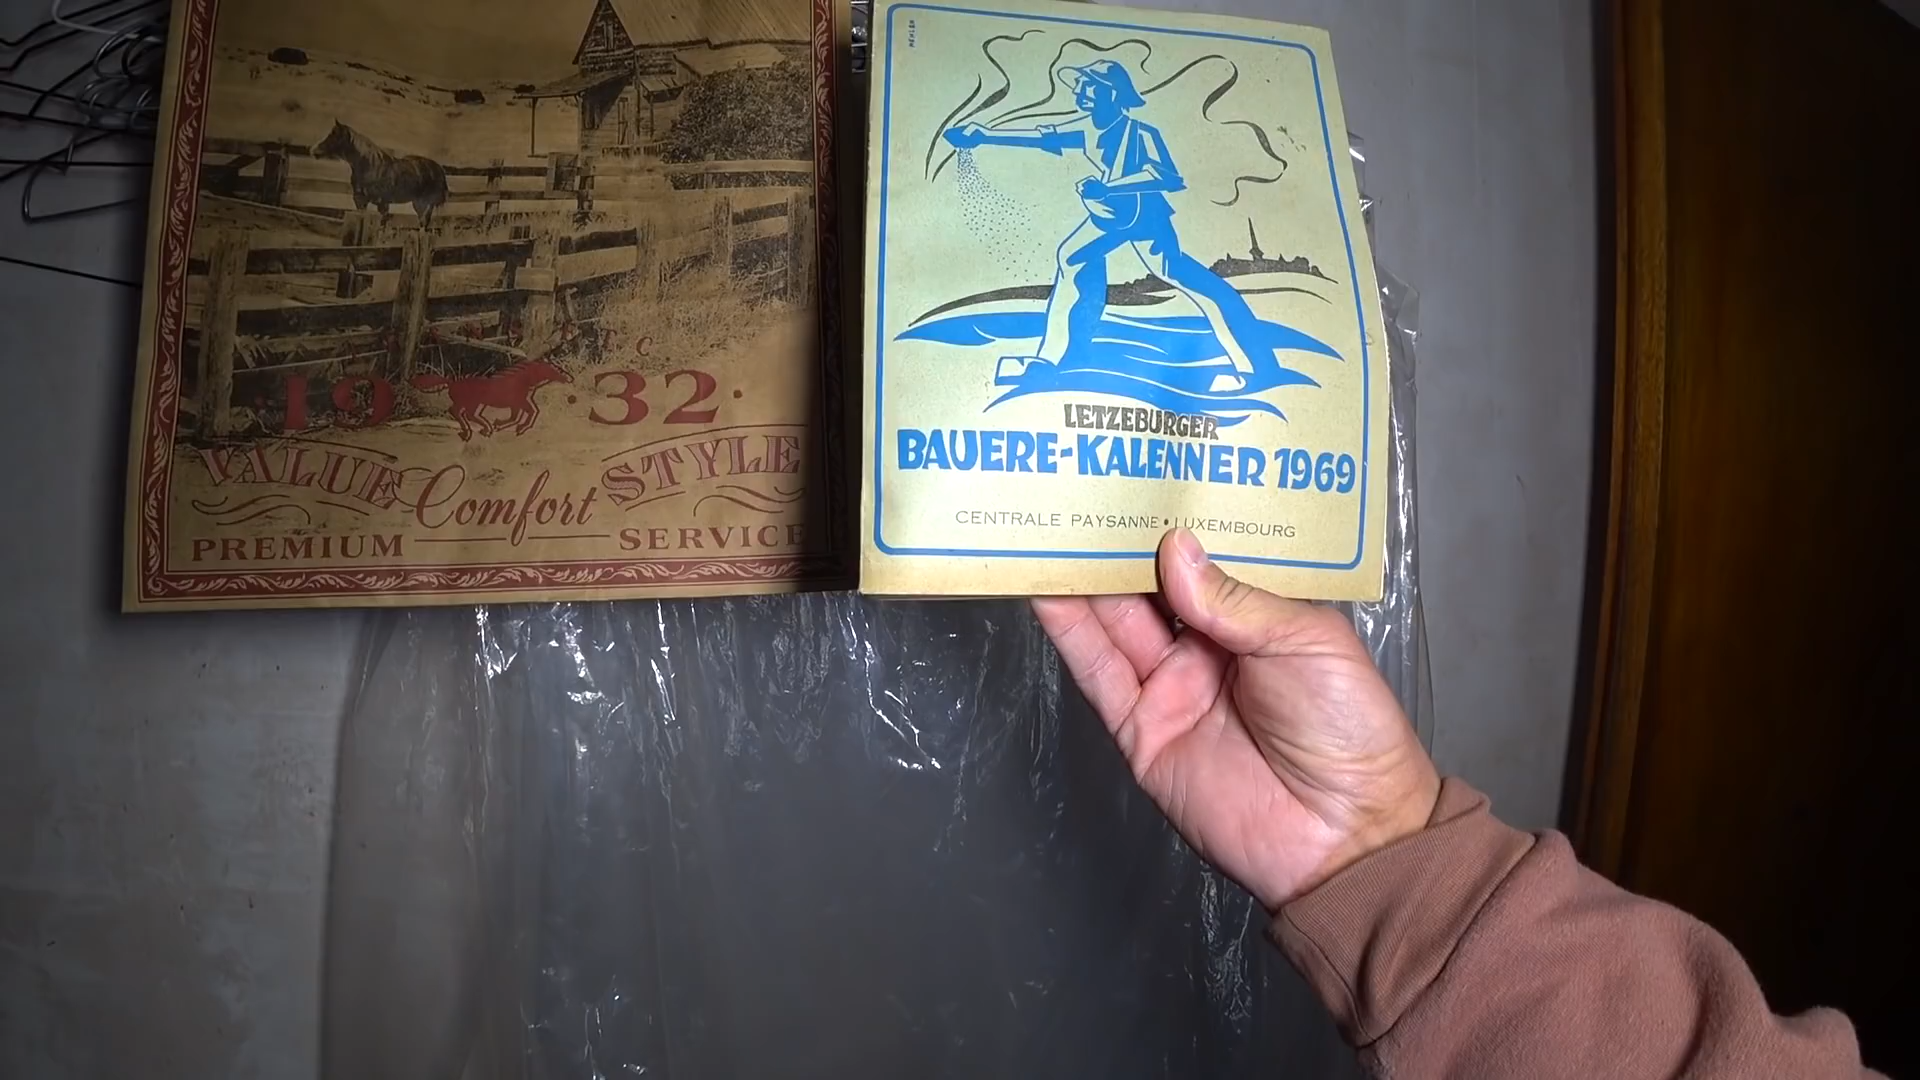 19 32
VALUE Comfort STYLE
PREMIUM SERVICE
LETZEBURGER
BAUERE-KALENNER 1969
CENTRALE PAYSANNE • LUXEMBOURG